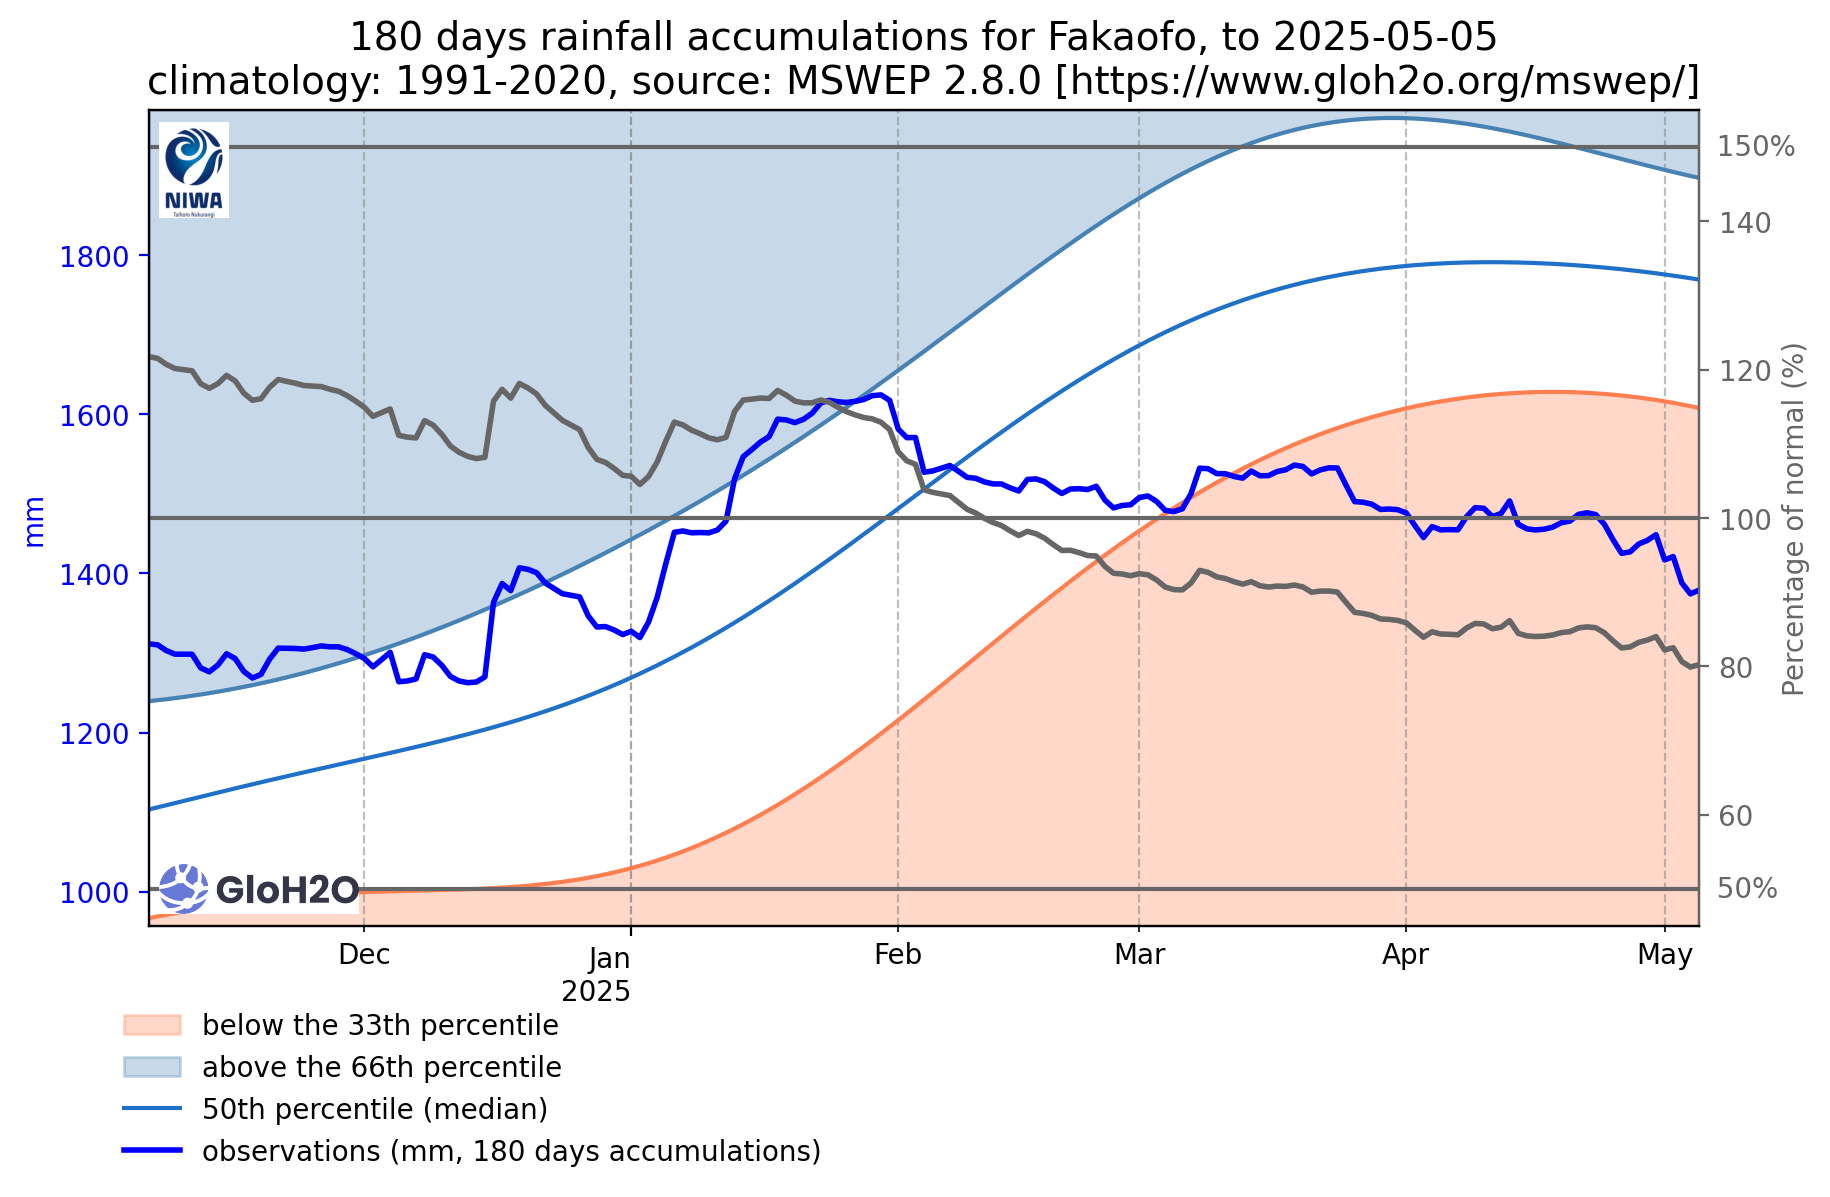 180 days rainfall accumulations for Fakaofo, to 2025-05-05
climatology: 1991-2020, source: MSWEP 2.8.0 [https://www.gloh2o.org/mswep/]
NIWA
Taihoro Nukurangi
150%
140
1800
120
1600
mm
100
Percentage of normal (%)
1400
80
1200
60
1000
GloH2O
50%
Dec
Jan
2025
Feb
Mar
Apr
May
below the 33th percentile
above the 66th percentile
50th percentile (median)
observations (mm, 180 days accumulations)